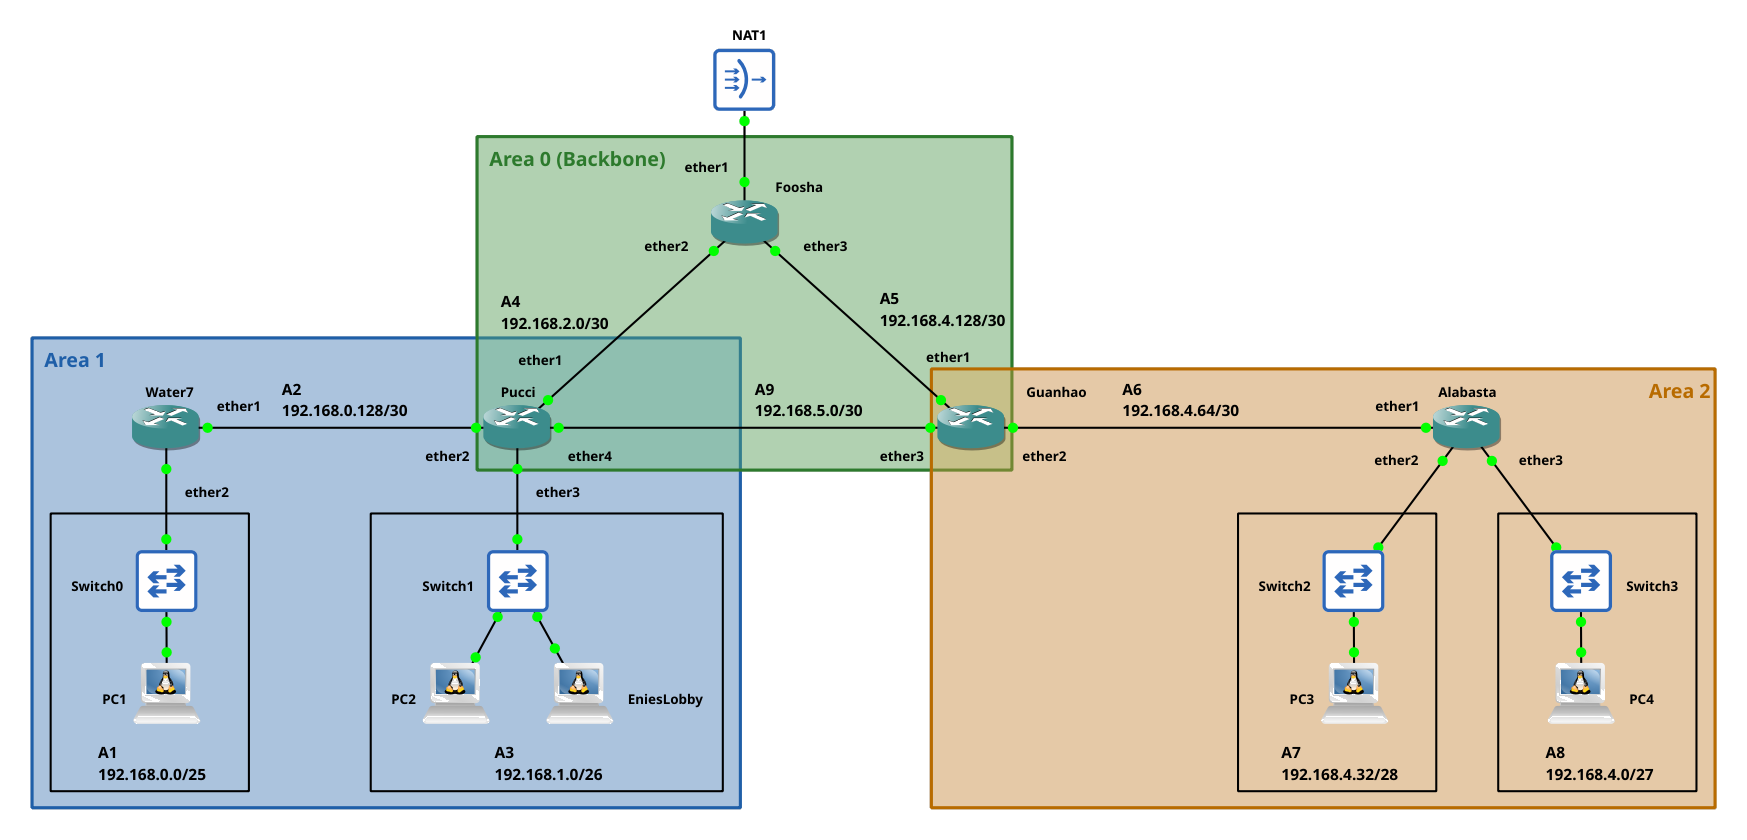 NAT1
Area 0 (Backbone)
ether1
Foosha
ether2
ether3
A4
192.168.2.0/30
A5
192.168.4.128/30
ether1
ether1
Area 1
Area 2
Water7
ether1
A2
192.168.0.128/30
Pucci
A9
192.168.5.0/30
Guanhao
A6
192.168.4.64/30
ether1
Alabasta
ether2
ether4
ether3
ether2
ether2
ether3
ether2
ether3
Switch0
Switch1
Switch2
Switch3
PC1
PC2
EniesLobby
PC3
PC4
A1
192.168.0.0/25
A3
192.168.1.0/26
A7
192.168.4.32/28
A8
192.168.4.0/27